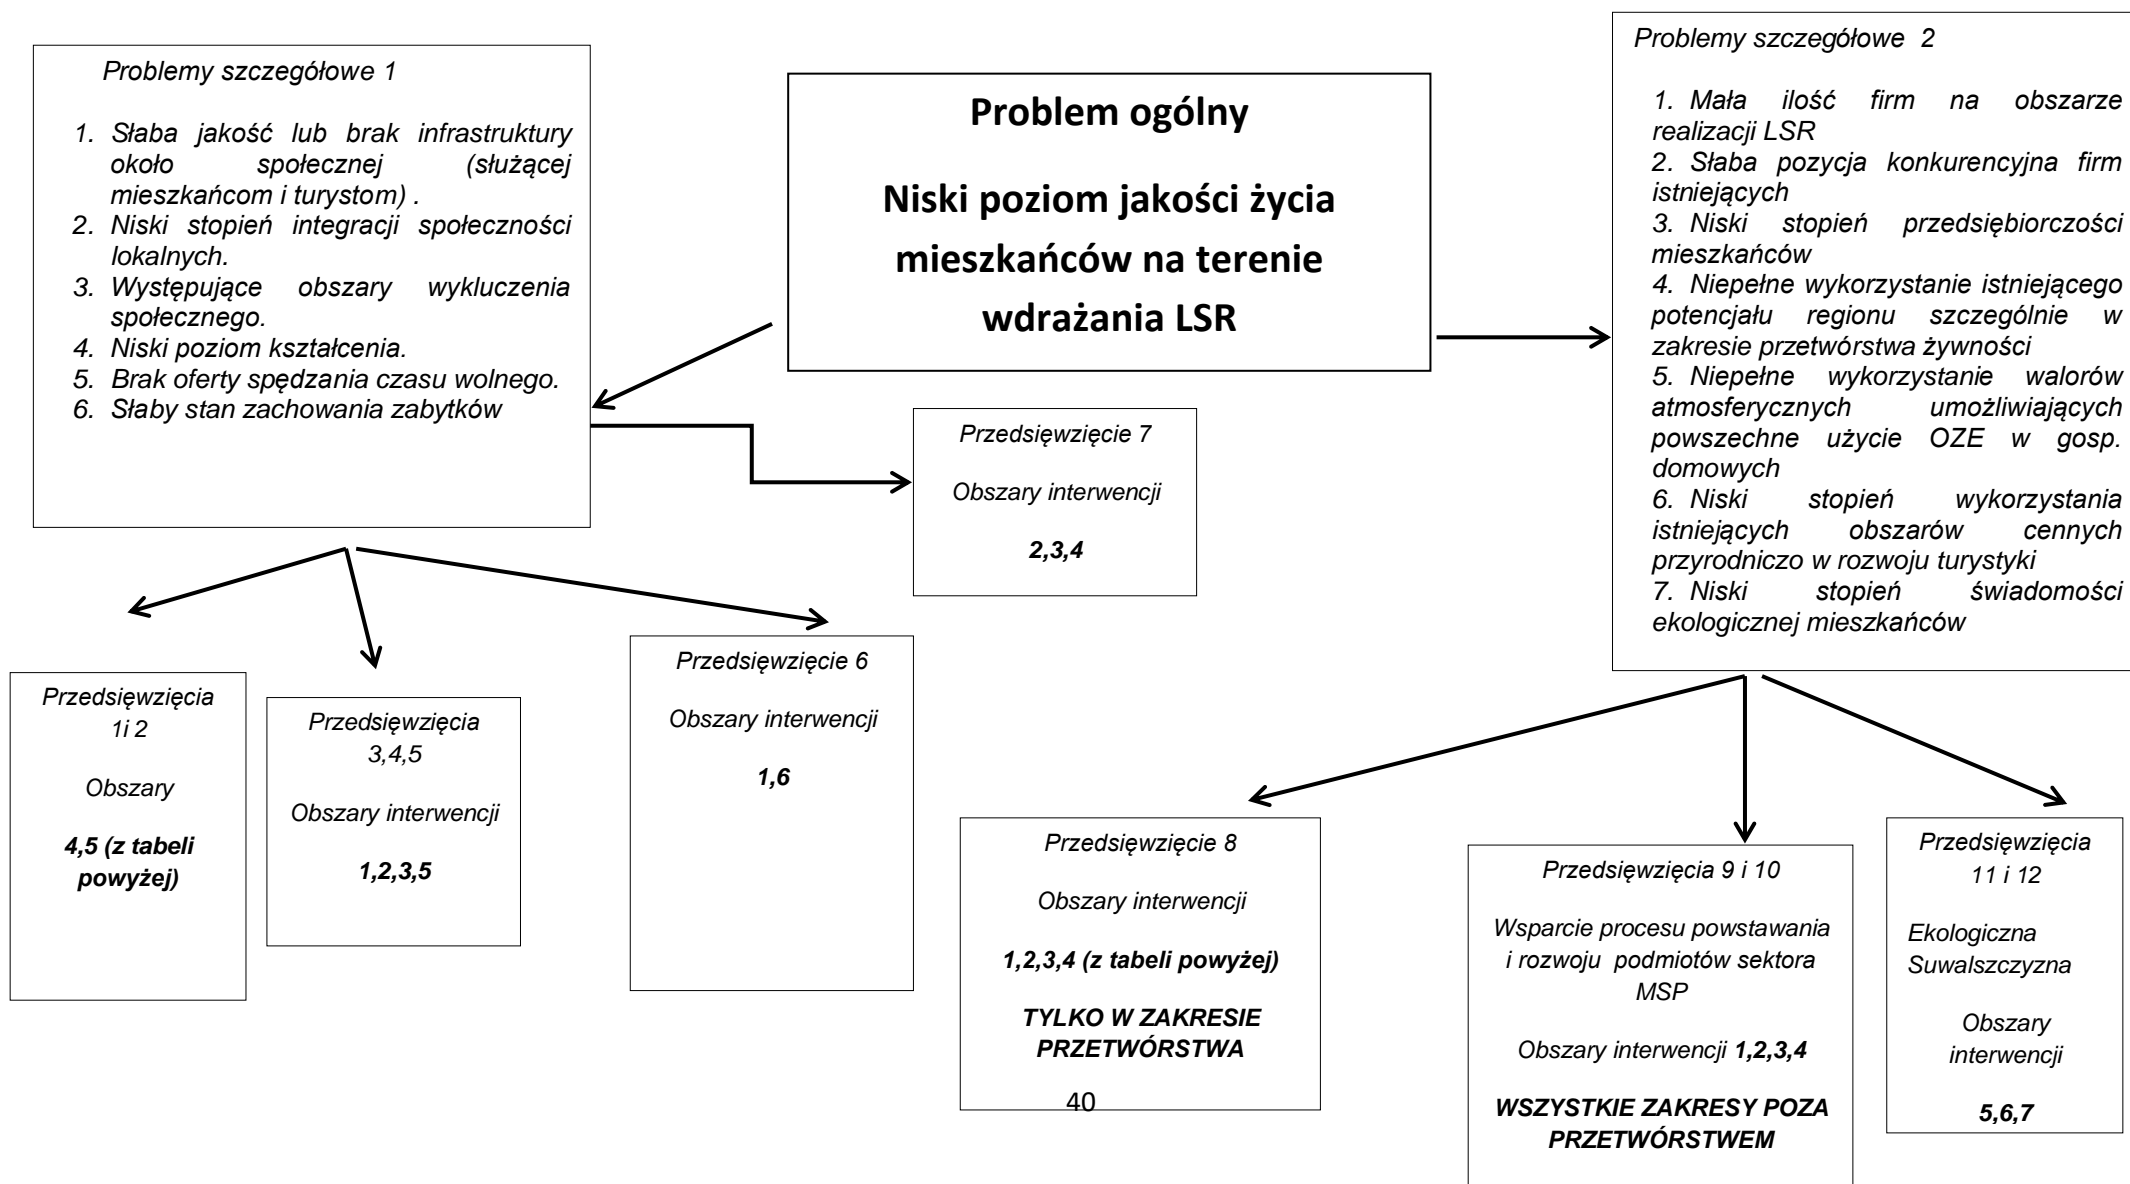 Problemy szczegółowe 1
1. Słaba jakość lub brak infrastruktury
około społecznej (służącej
mieszkańcom i turystom) .
2. Niski stopień integracji społeczności
lokalnych.
3. Występujące obszary wykluczenia
społecznego.
4. Niski poziom kształcenia.
5. Brak oferty spędzania czasu wolnego.
6. Słaby stan zachowania zabytków
Problem ogólny
Niski poziom jakości życia
mieszkańców na terenie
wdrażania LSR
Problemy szczegółowe 2
1. Mała ilość firm na obszarze
realizacji LSR
2. Słaba pozycja konkurencyjna firm
istniejących
3. Niski stopień przedsiębiorczości
mieszkańców
4. Niepełne wykorzystanie istniejącego
potencjału regionu szczególnie w
zakresie przetwórstwa żywności
5. Niepełne wykorzystanie walorów
atmosferycznych umożliwiających
powszechne użycie OZE w gosp.
domowych
6. Niski stopień wykorzystania
istniejących obszarów cennych
przyrodniczo w rozwoju turystyki
7. Niski stopień świadomości
ekologicznej mieszkańców
Przedsięwzięcie 7
Obszary interwencji
2,3,4
Przedsięwzięcia
1i 2
Obszary
4,5 (z tabeli
powyżej)
Przedsięwzięcia
3,4,5
Obszary interwencji
1,2,3,5
Przedsięwzięcie 6
Obszary interwencji
1,6
Przedsięwzięcie 8
Obszary interwencji
1,2,3,4 (z tabeli powyżej)
TYLKO W ZAKRESIE
PRZETWÓRSTWA
Przedsięwzięcia 9 i 10
Wsparcie procesu powstawania
i rozwoju podmiotów sektora
MSP
Obszary interwencji 1,2,3,4
WSZYSTKIE ZAKRESY POZA
PRZETWÓRSTWEM
Przedsięwzięcia
11 i 12
Ekologiczna
Suwalszczyzna
Obszary
interwencji
5,6,7
40